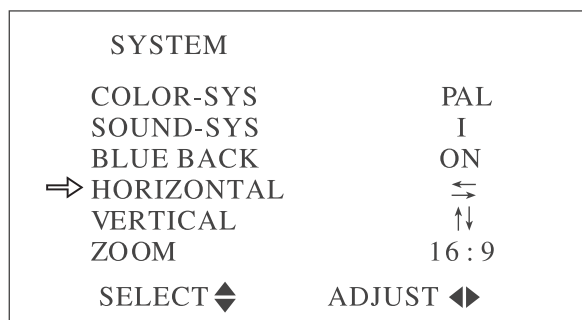 SYSTEM
COLOR-SYS PAL
SOUND-SYS I
BLUE BACK ON
⇨ HORIZONTAL ⇆
VERTICAL ↑↓
ZOOM 16:9
SELECT ADJUST